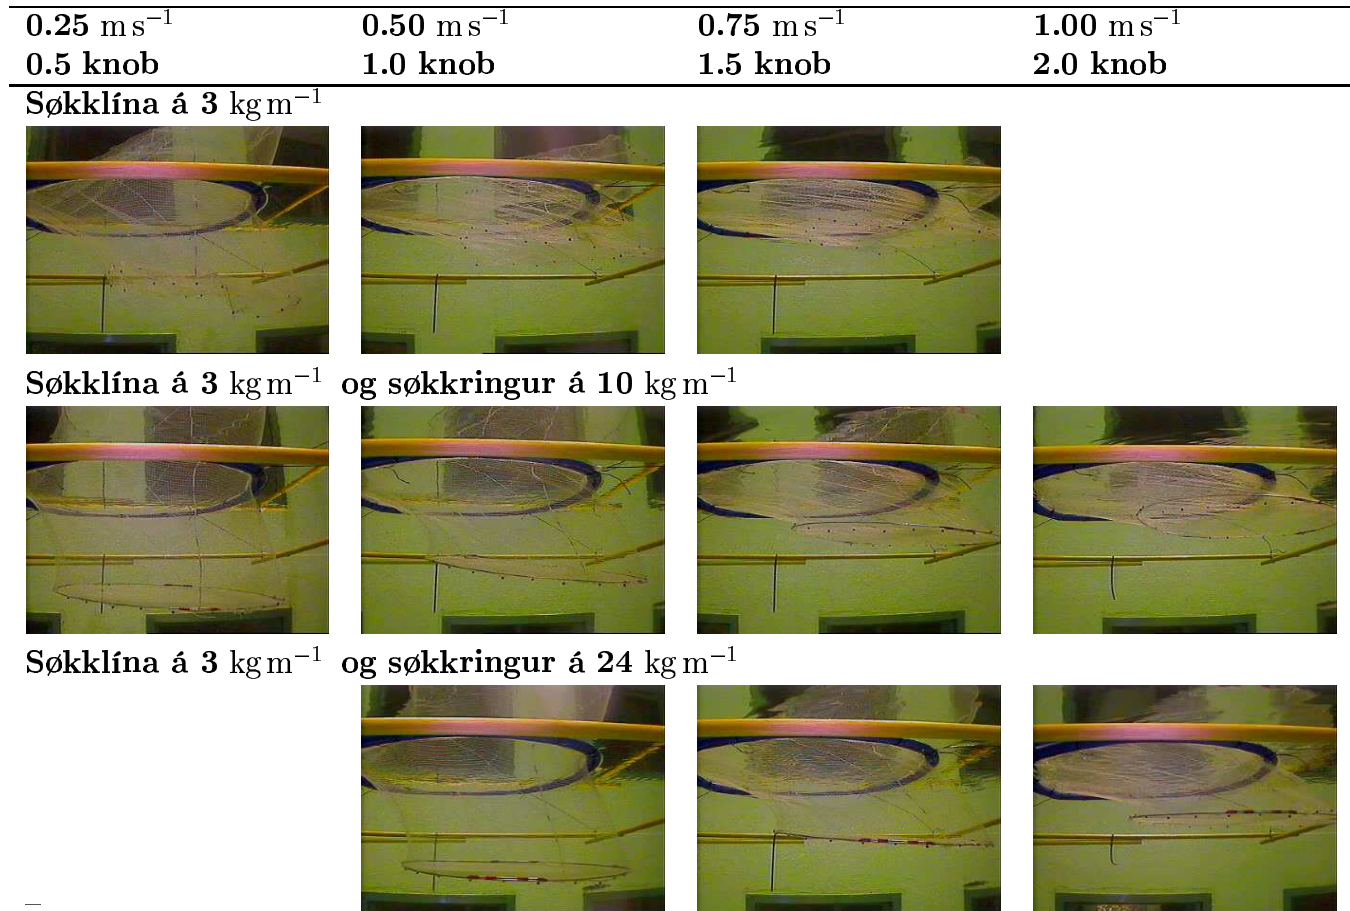 0.25 m s⁻¹ 0.50 m s⁻¹ 0.75 m s⁻¹ 1.00 m s⁻¹
0.5 knob 1.0 knob 1.5 knob 2.0 knob
Søkklína á 3 kg m⁻¹
Søkklína á 3 kg m⁻¹ og søkkringur á 10 kg m⁻¹
Søkklína á 3 kg m⁻¹ og søkkringur á 24 kg m⁻¹